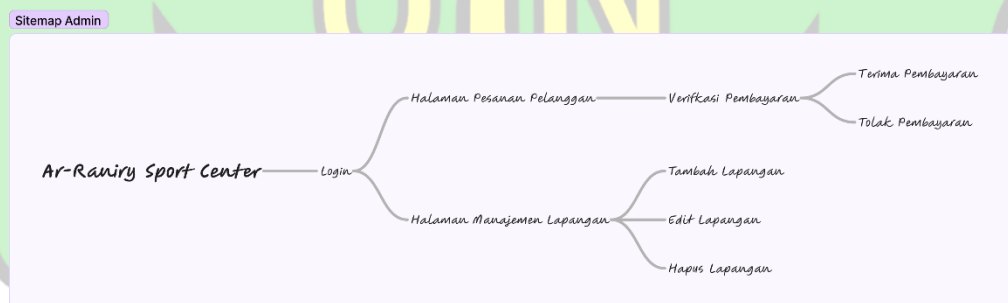 UIN
Sitemap Admin
Ar-Raniry Sport Center
Login
Halaman Pesanan Pelanggan
Verifkasi Pembayaran
Terima Pembayaran
Tolak Pembayaran
Halaman Manajemen Lapangan
Tambah Lapangan
Edit Lapangan
Hapus Lapangan